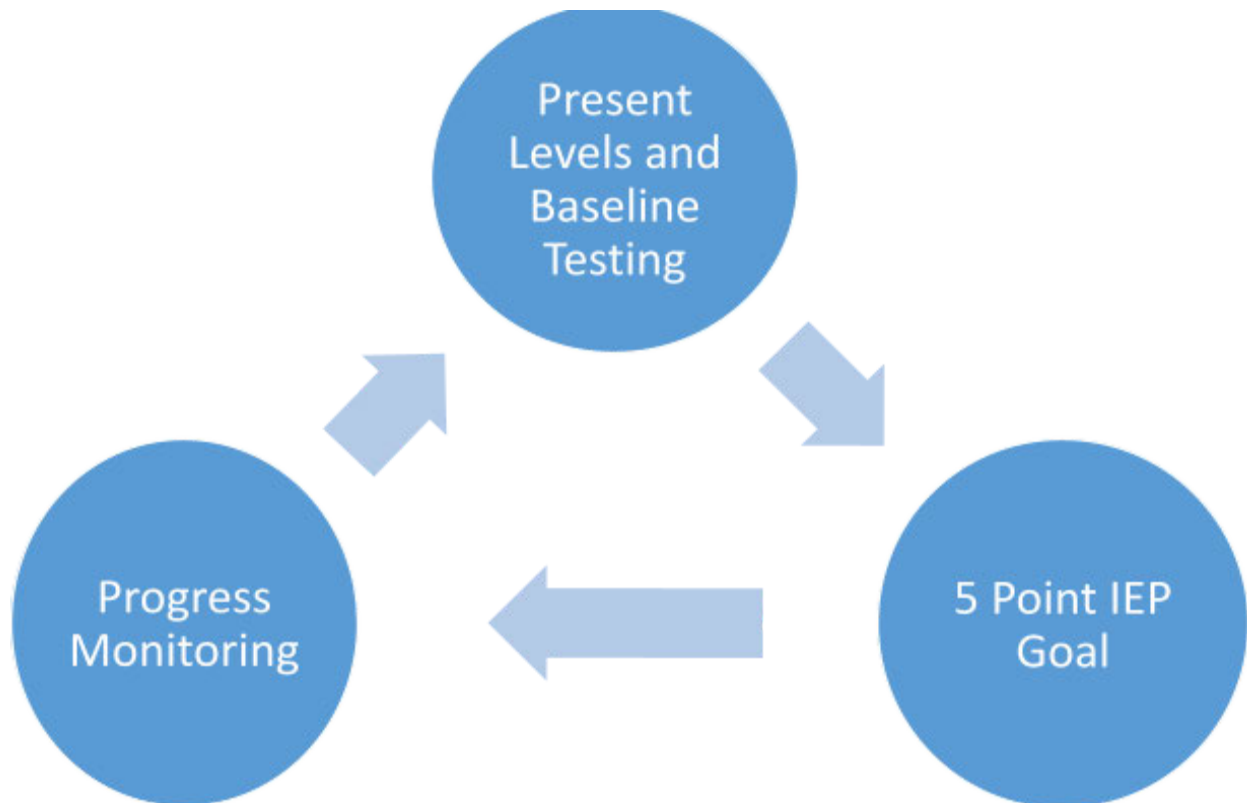 Present
Levels and
Baseline
Testing
5 Point IEP
Goal
Progress
Monitoring